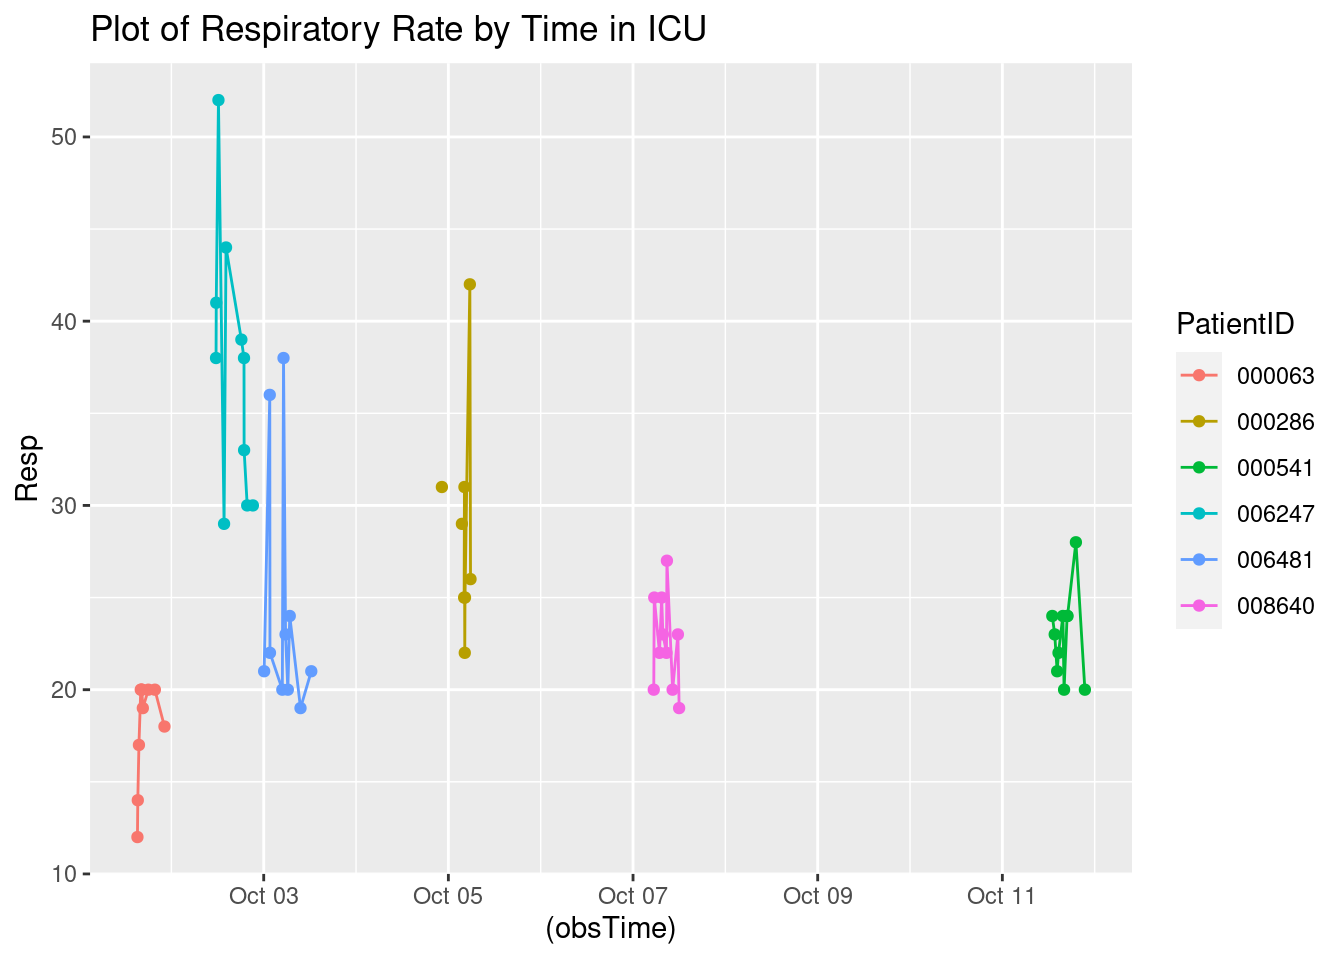 Plot of Respiratory Rate by Time in ICU
50
40
30
20
10
Resp
Oct 03
Oct 05
Oct 07
Oct 09
Oct 11
(obsTime)
PatientID
000063
000286
000541
006247
006481
008640